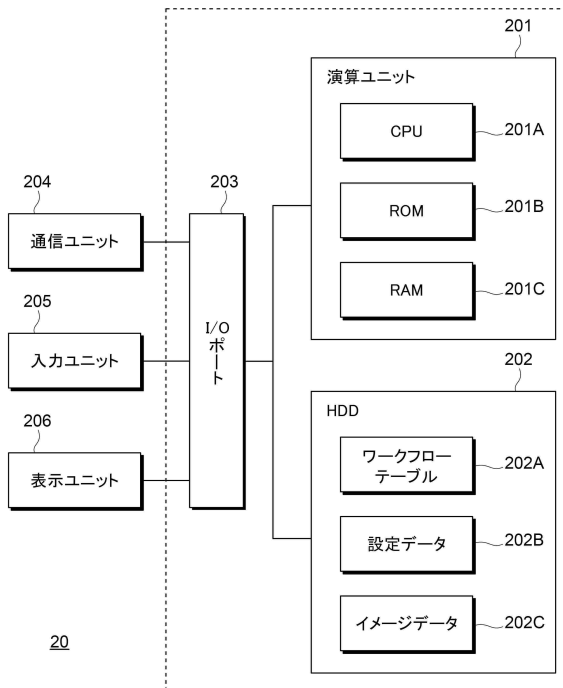 201
演算ユニット
CPU
201A
ROM
201B
RAM
201C
204
通信ユニット
205
入力ユニット
206
表示ユニット
203
I/Oポート
202
HDD
ワークフロー
テーブル
202A
設定データ
202B
イメージデータ
202C
20